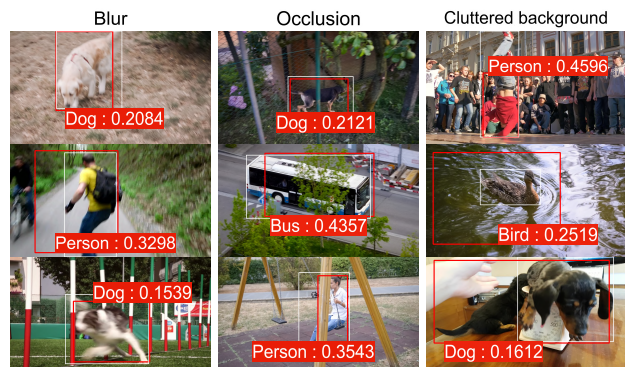 Blur
Occlusion
Cluttered background
Dog : 0.2084
Dog : 0.2121
Person : 0.4596
Person : 0.3298
Bus : 0.4357
Bird : 0.2519
Dog : 0.1539
Person : 0.3543
Dog : 0.1612